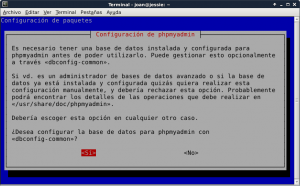 Terminal - joan@jessie: ~
Archivo Editar Ver Terminal Pestañas Ayuda
Configuración de paquetes
Configuración de phpmyadmin
Es necesario tener una base de datos instalada y configurada para
phpmyadmin antes de poder utilizarlo. Puede gestionar esto opcionalmente
a través «dbconfig-common».
Si vd. es un administrador de bases de datos avanzado o si la base de
datos ya está instalada y configurada quizás quiera realizar esta
configuración manualmente, y debería rechazar esta opción. Probablemente
podrá encontrar los detalles de las operaciones que debe realizar en
«/usr/share/doc/phpmyadmin».
Debería escoger esta opción en cualquier otro caso.
¿Desea configurar la base de datos para phpmyadmin con
«dbconfig-common»?
<Sí> <No>